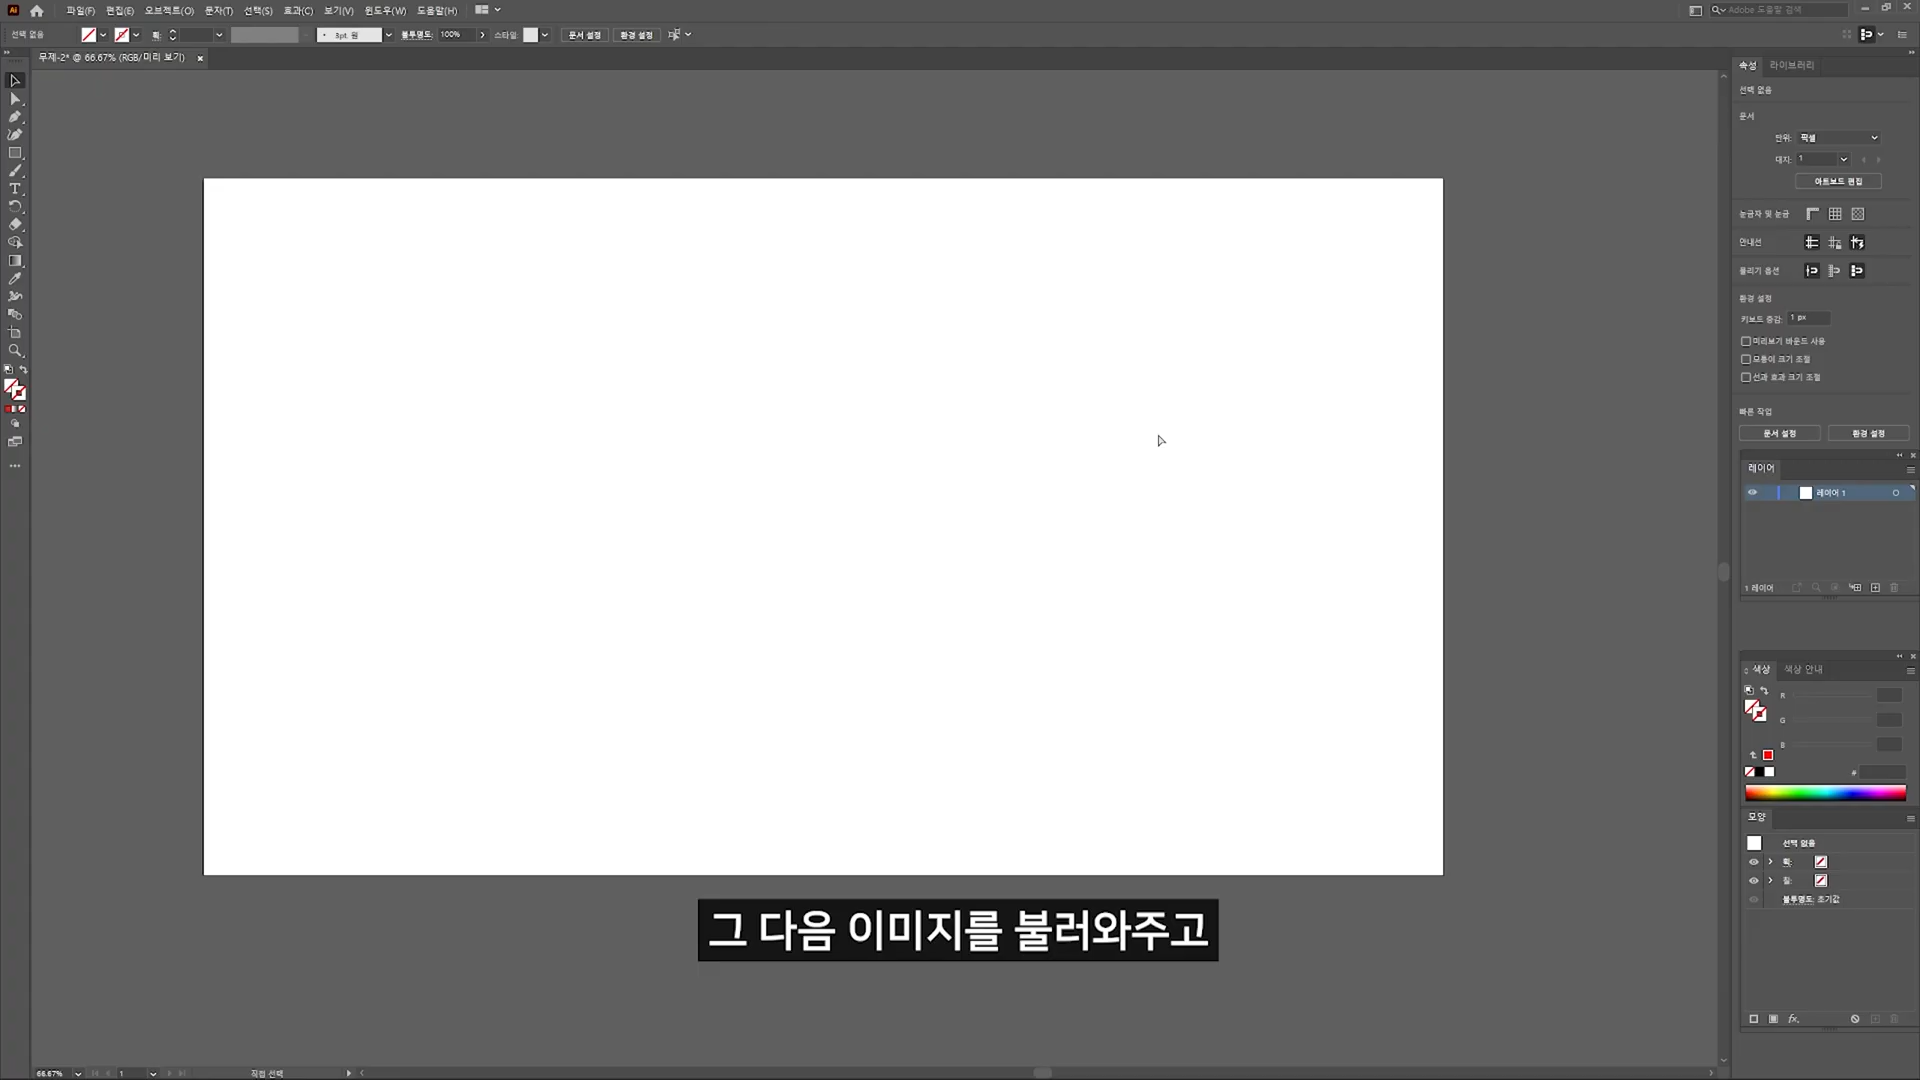 Ai 파일(F) 편집(E) 오브젝트(O) 문자(T) 선택(S) 효과(C) 보기(V) 윈도우(W) 도움말(H) Adobe 도움말 검색
선택 없음 획: 3pt. 원 불투명도: 100% 스타일: 문서 설정 환경 설정
무제-2* @ 66.67% (RGB/미리 보기)
속성 라이브러리
선택 없음
문서
단위: 픽셀
대지: 1
아트보드 편집
눈금자 및 눈금
안내선
물리기 옵션
환경 설정
키보드 증감: 1 px
미리보기 바운드 사용
모퉁이 크기 조절
선과 효과 크기 조절
빠른 작업
문서 설정 환경 설정
레이어
레이어 1
1 레이어
색상 색상 안내
R
G
B
#
모양
선택 없음
획:
칠:
불투명도: 초기값
fx.
그 다음 이미지를 불러와주고
66.67% 1 직접 선택